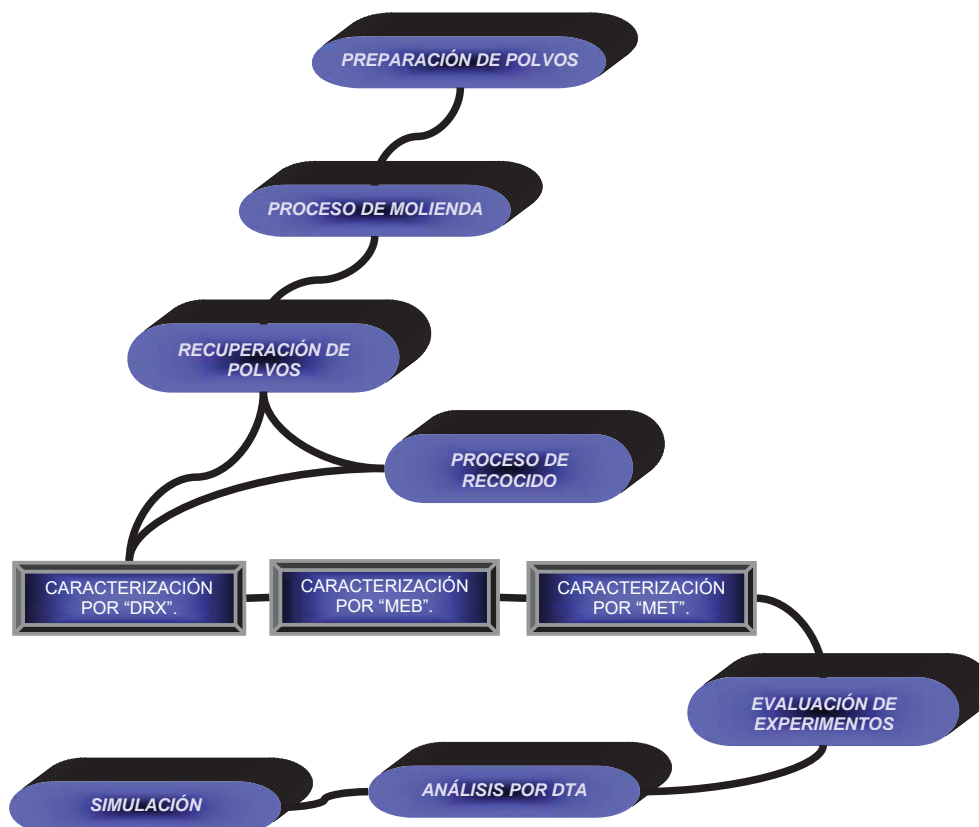 PREPARACIÓN DE POLVOS
PROCESO DE MOLIENDA
RECUPERACIÓN DE
POLVOS
PROCESO DE
RECOCIDO
CARACTERIZACIÓN
POR “DRX”.
CARACTERIZACIÓN
POR “MEB”.
CARACTERIZACIÓN
POR “MET”.
EVALUACIÓN DE
EXPERIMENTOS
ANÁLISIS POR DTA
SIMULACIÓN